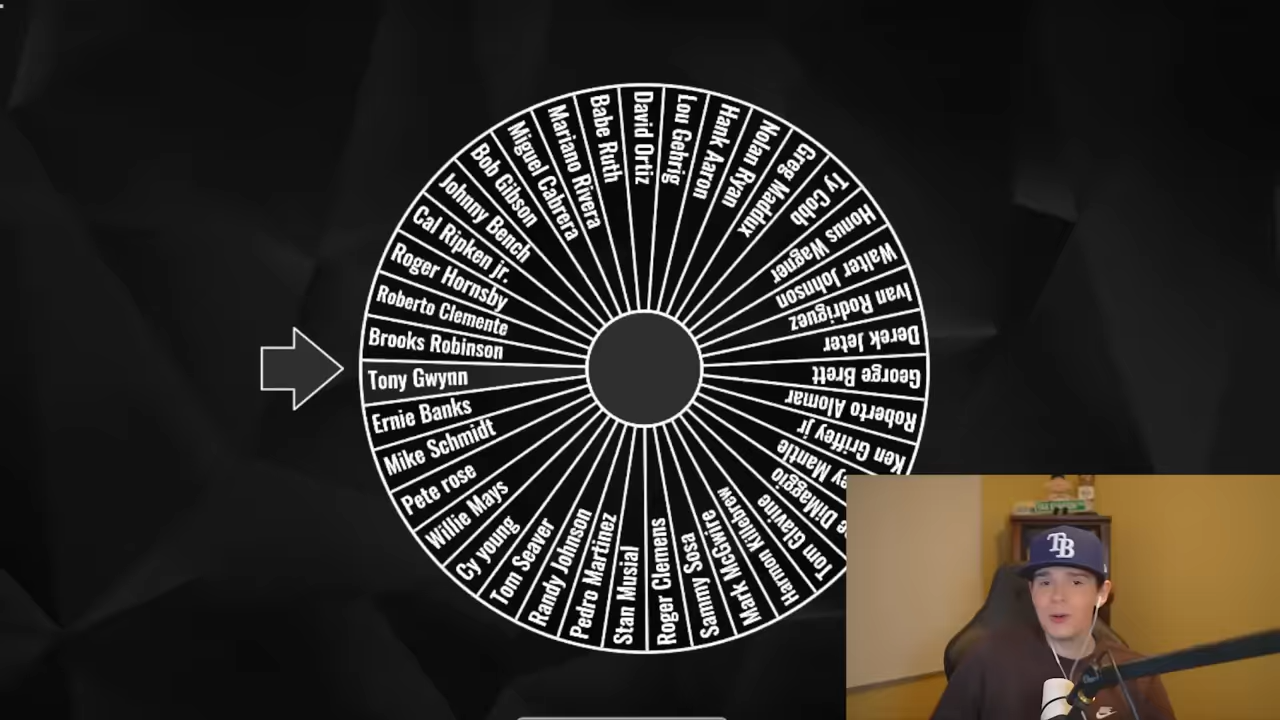 David Ortiz
Lou Gehrig
Hank Aaron
Nolan Ryan
Greg Maddux
Ty Cobb
Honus Wagner
Walter Johnson
Ivan Rodriguez
Derek Jeter
George Brett
Roberto Alomar
Ken Griffey jr
ey Mantle
e DiMaggio
Tom Glavine
Harmon Killebrew
Mark McGwire
Sammy Sosa
Roger Clemens
Stan Musial
Pedro Martinez
Randy Johnson
Tom Seaver
Cy young
Willie Mays
Pete rose
Mike Schmidt
Ernie Banks
Tony Gwynn
Brooks Robinson
Roberto Clemente
Roger Hornsby
Cal Ripken jr.
Johnny Bench
Bob Gibson
Miguel Cabrera
Mariano Rivera
Babe Ruth
TB